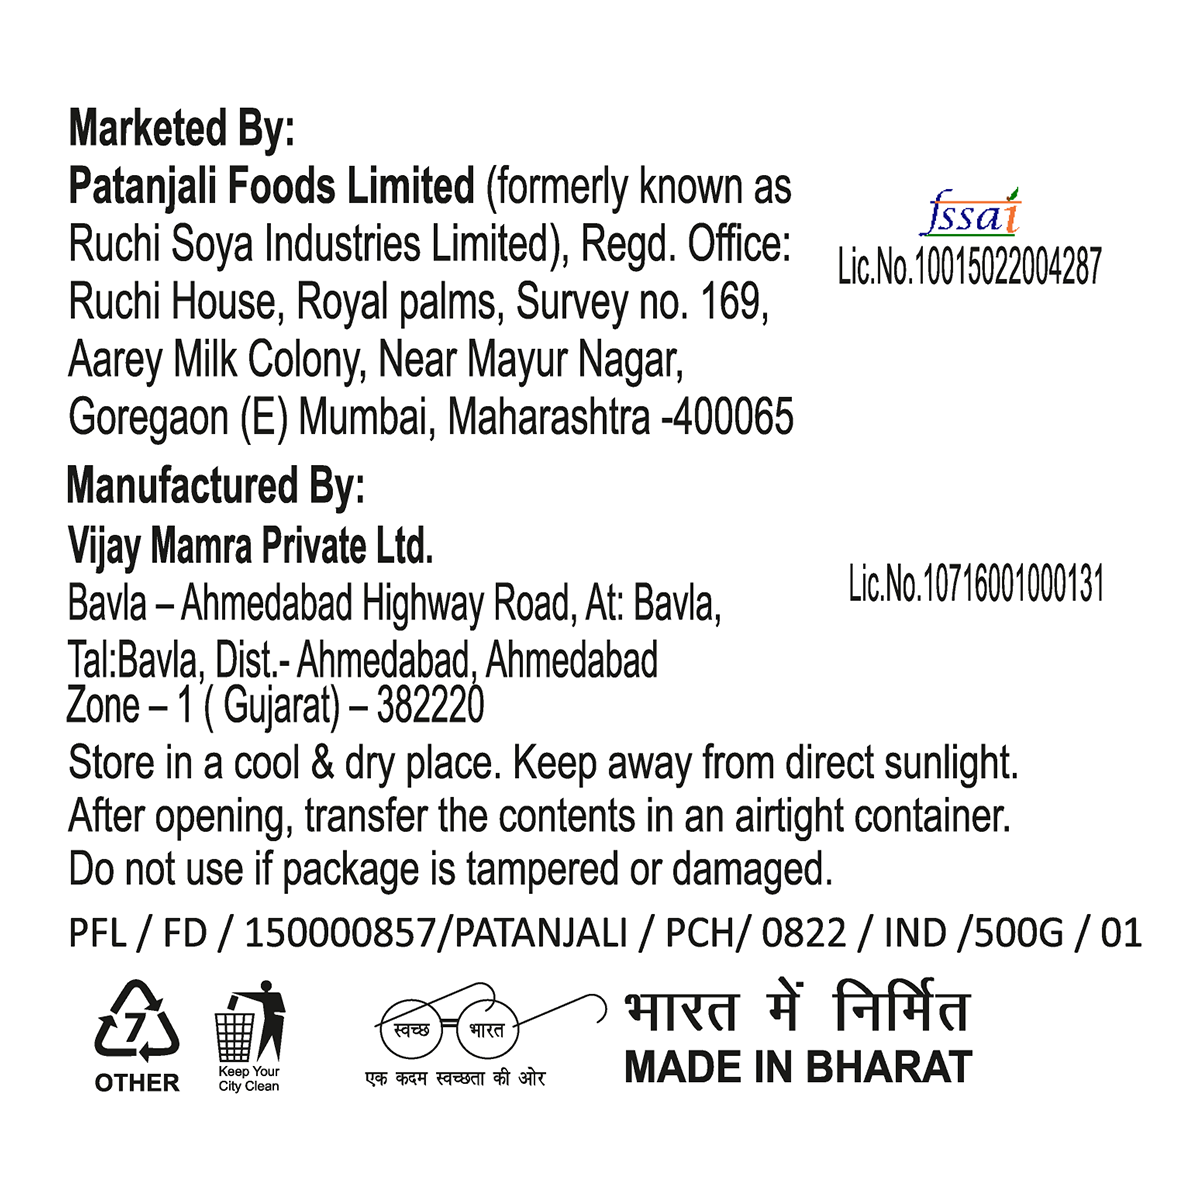 Marketed By:
Patanjali Foods Limited (formerly known as
Ruchi Soya Industries Limited), Regd. Office:
Ruchi House, Royal palms, Survey no. 169,
Aarey Milk Colony, Near Mayur Nagar,
Goregaon (E) Mumbai, Maharashtra -400065
fssai
Lic.No.10015022004287
Manufactured By:
Vijay Mamra Private Ltd.
Bavla – Ahmedabad Highway Road, At: Bavla,
Tal:Bavla, Dist.- Ahmedabad, Ahmedabad
Zone – 1 ( Gujarat) – 382220
Lic.No.10716001000131
Store in a cool & dry place. Keep away from direct sunlight.
After opening, transfer the contents in an airtight container.
Do not use if package is tampered or damaged.
PFL / FD / 150000857/PATANJALI / PCH/ 0822 / IND /500G / 01
7
OTHER
Keep Your
City Clean
स्वच्छ भारत
एक कदम स्वच्छता की ओर
भारत में निर्मित
MADE IN BHARAT